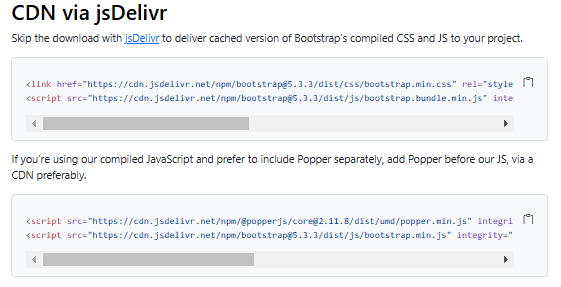 CDN via jsDelivr
Skip the download with jsDelivr to deliver cached version of Bootstrap's compiled CSS and JS to your project.
<link href="https://cdn.jsdelivr.net/npm/bootstrap@5.3.3/dist/css/bootstrap.min.css" rel="style
<script src="https://cdn.jsdelivr.net/npm/bootstrap@5.3.3/dist/js/bootstrap.bundle.min.js" inte
If you're using our compiled JavaScript and prefer to include Popper separately, add Popper before our JS, via a
CDN preferably.
<script src="https://cdn.jsdelivr.net/npm/@popperjs/core@2.11.8/dist/umd/popper.min.js" integri
<script src="https://cdn.jsdelivr.net/npm/bootstrap@5.3.3/dist/js/bootstrap.min.js" integrity="